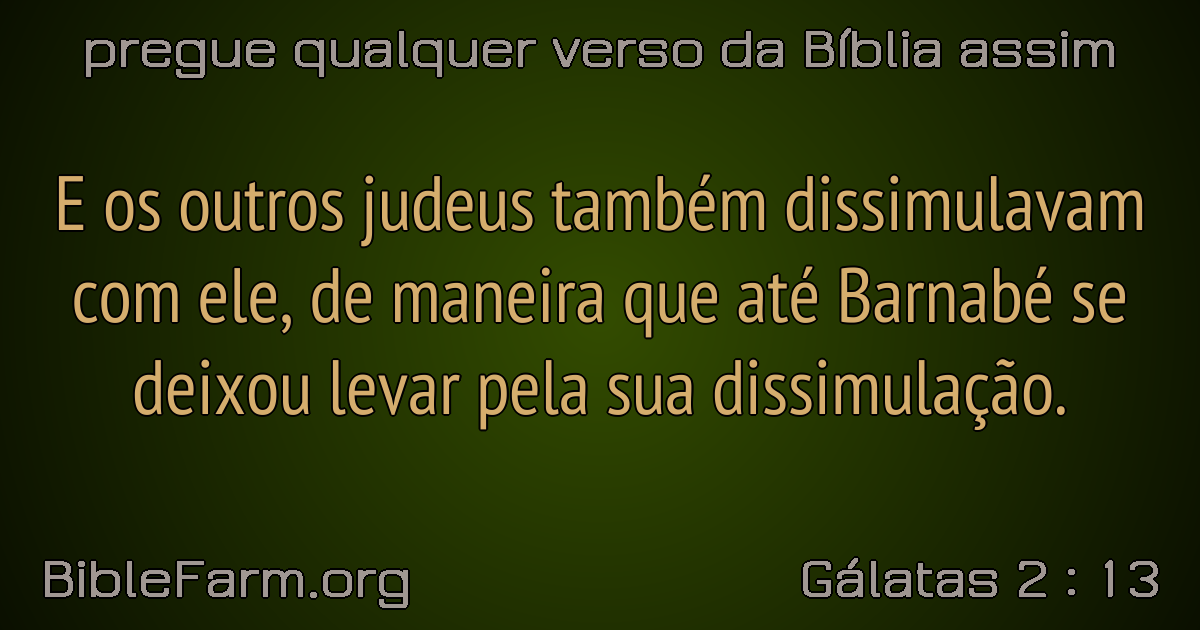 pregue qualquer verso da Bíblia assim
E os outros judeus também dissimulavam
com ele, de maneira que até Barnabé se
deixou levar pela sua dissimulação.
BibleFarm.org
Gálatas 2 : 13